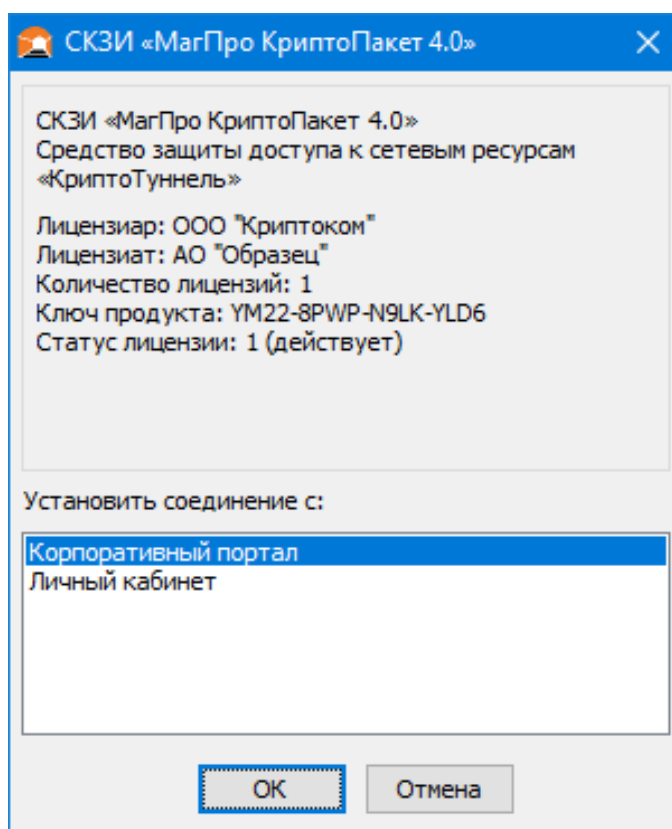 СКЗИ «МагПро КриптоПакет 4.0»
СКЗИ «МагПро КриптоПакет 4.0»
Средство защиты доступа к сетевым ресурсам
«КриптоТуннель»
Лицензиар: ООО "Криптоком"
Лицензиат: АО "Образец"
Количество лицензий: 1
Ключ продукта: YM22-8PWP-N9LK-YLD6
Статус лицензии: 1 (действует)
Установить соединение с:
Корпоративный портал
Личный кабинет
ОК
Отмена